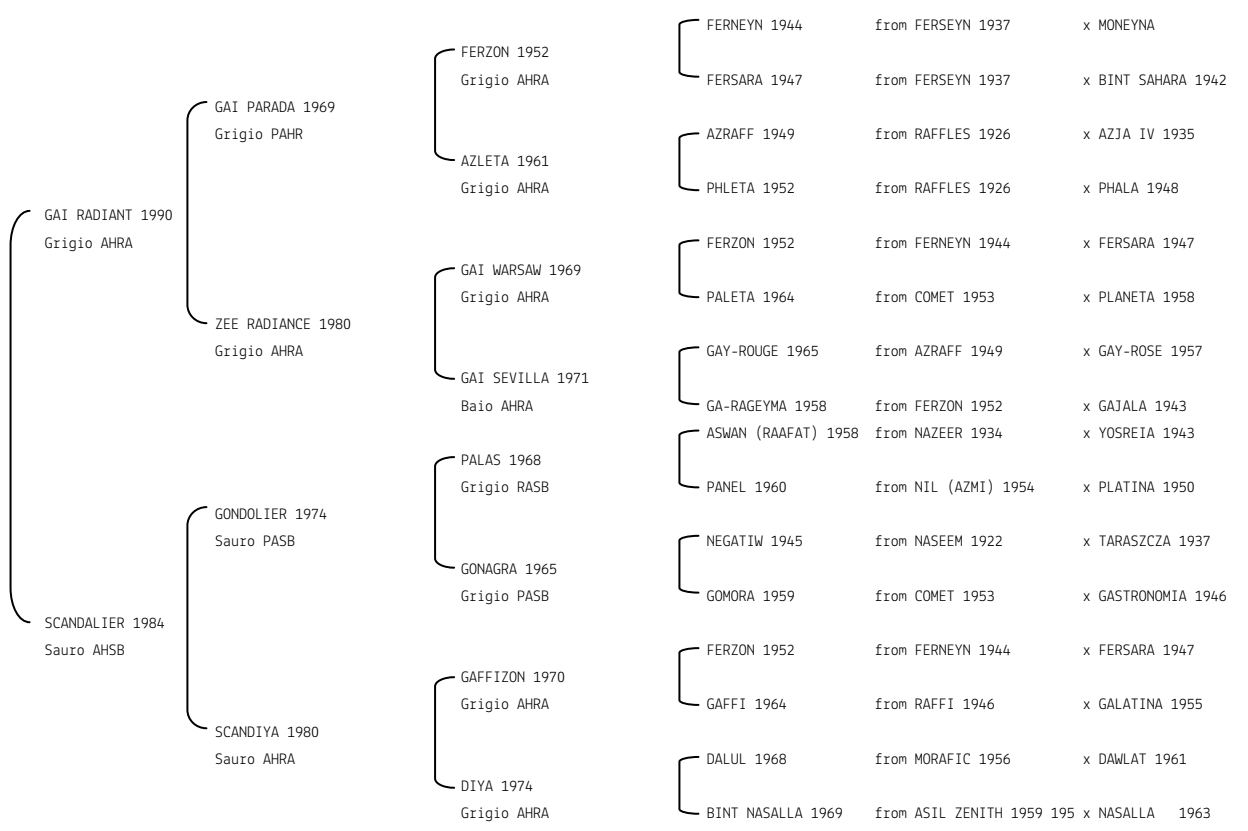 FERNEYN 1944 from FERSEYN 1937 x MONEYNA
FERZON 1952
Grigio AHRA FERSARA 1947 from FERSEYN 1937 x BINT SAHARA 1942
GAI PARADA 1969
Grigio PAHR AZRAFF 1949 from RAFFLES 1926 x AZJA IV 1935
AZLETA 1961
Grigio AHRA PHLETA 1952 from RAFFLES 1926 x PHALA 1948
GAI RADIANT 1990
Grigio AHRA FERZON 1952 from FERNEYN 1944 x FERSARA 1947
GAI WARSAW 1969
Grigio AHRA PALETA 1964 from COMET 1953 x PLANETA 1958
ZEE RADIANCE 1980
Grigio AHRA GAY-ROUGE 1965 from AZRAFF 1949 x GAY-ROSE 1957
GAI SEVILLA 1971
Baio AHRA GA-RAGEYMA 1958 from FERZON 1952 x GAJALA 1943
ASWAN (RAAFAT) 1958 from NAZEER 1934 x YOSREIA 1943
PALAS 1968
Grigio RASB PANEL 1960 from NIL (AZMI) 1954 x PLATINA 1950
GONDOLIER 1974
Sauro PASB NEGATIW 1945 from NASEEM 1922 x TARASZCZA 1937
GONAGRA 1965
Grigio PASB GOMORA 1959 from COMET 1953 x GASTRONOMIA 1946
SCANDALIER 1984
Sauro AHSB FERZON 1952 from FERNEYN 1944 x FERSARA 1947
GAFFIZON 1970
Grigio AHRA GAFFI 1964 from RAFFI 1946 x GALATINA 1955
SCANDIYA 1980
Sauro AHRA DALUL 1968 from MORAFIC 1956 x DAWLAT 1961
DIYA 1974
Grigio AHRA BINT NASALLA 1969 from ASIL ZENITH 1959 195 x NASALLA 1963